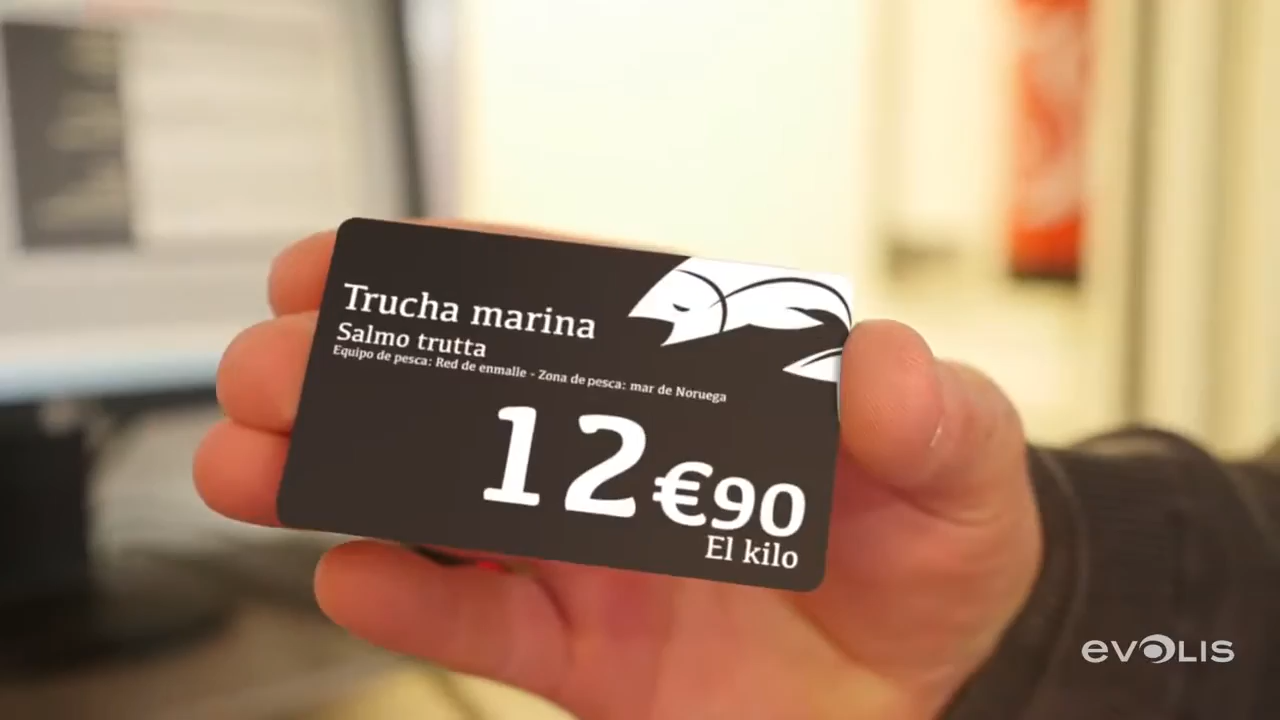 Trucha marina
Salmo trutta
Equipo de pesca: Red de enmalle - Zona de pesca: mar de Noruega
12€90
El kilo
evolis